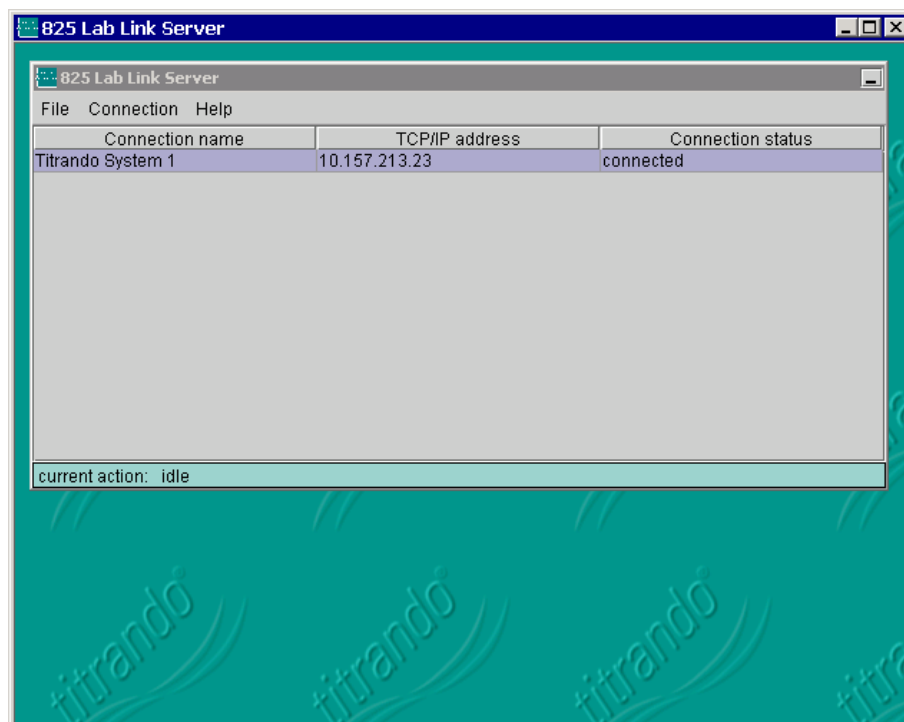 825 Lab Link Server
825 Lab Link Server
File Connection Help
Connection name TCP/IP address Connection status
Titrando System 1 10.157.213.23 connected
current action: idle
titrando titrando titrando